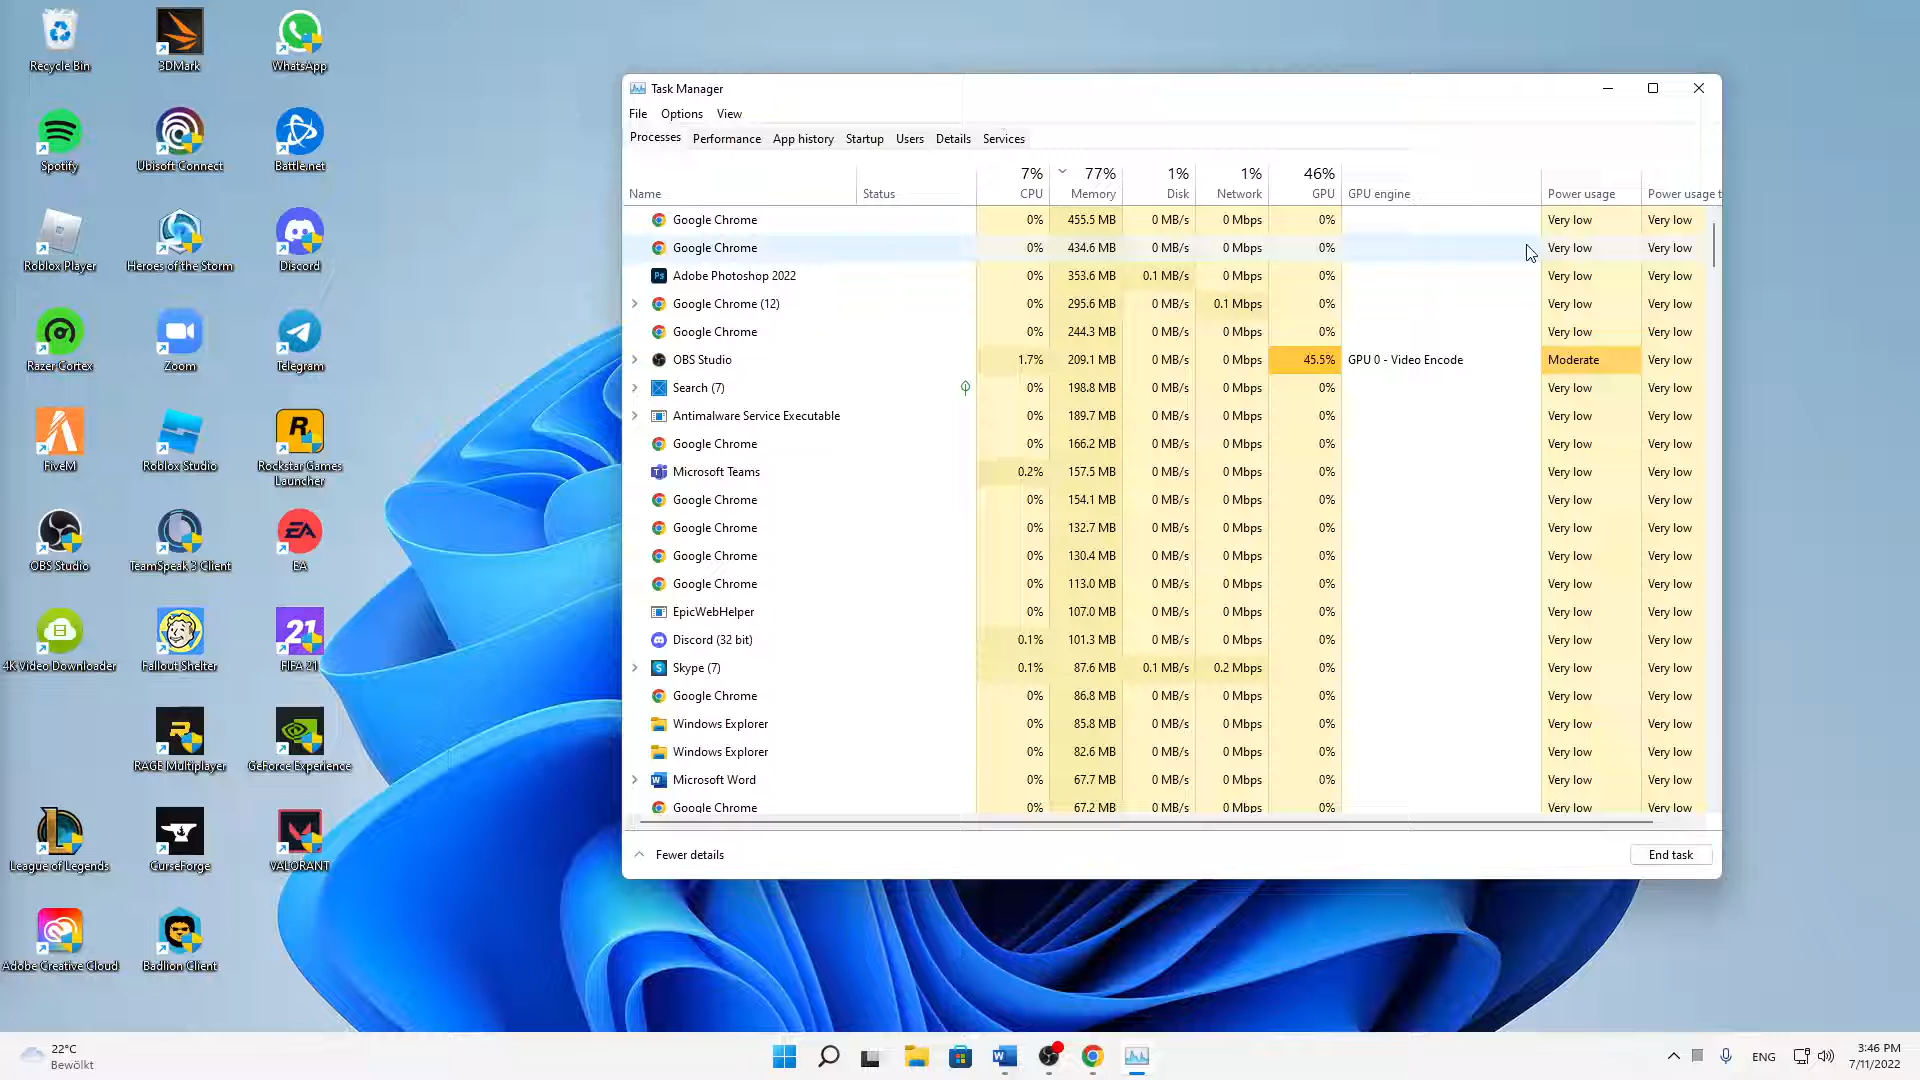 Recycle Bin
3DMark
WhatsApp
Spotify
Ubisoft Connect
Battle.net
Roblox Player
Heroes of the Storm
Discord
Razer Cortex
Zoom
Telegram
FiveM
Roblox Studio
Rockstar Games
Launcher
OBS Studio
TeamSpeak 3 Client
EA
4K Video Downloader
Fallout Shelter
FIFA 21
RAGE Multiplayer
GeForce Experience
League of Legends
CurseForge
VALORANT
Adobe Creative Cloud
Badlion Client
Task Manager
File Options View
Processes Performance App history Startup Users Details Services
7% 77% 1% 1% 46%
Name Status CPU Memory Disk Network GPU GPU engine Power usage Power usage t
Google Chrome 0% 455.5 MB 0 MB/s 0 Mbps 0% Very low Very low
Google Chrome 0% 434.6 MB 0 MB/s 0 Mbps 0% Very low Very low
Adobe Photoshop 2022 0% 353.6 MB 0.1 MB/s 0 Mbps 0% Very low Very low
Google Chrome (12) 0% 295.6 MB 0 MB/s 0.1 Mbps 0% Very low Very low
Google Chrome 0% 244.3 MB 0 MB/s 0 Mbps 0% Very low Very low
OBS Studio 1.7% 209.1 MB 0 MB/s 0 Mbps 45.5% GPU 0 - Video Encode Moderate Very low
Search (7) 0% 198.8 MB 0 MB/s 0 Mbps 0% Very low Very low
Antimalware Service Executable 0% 189.7 MB 0 MB/s 0 Mbps 0% Very low Very low
Google Chrome 0% 166.2 MB 0 MB/s 0 Mbps 0% Very low Very low
Microsoft Teams 0.2% 157.5 MB 0 MB/s 0 Mbps 0% Very low Very low
Google Chrome 0% 154.1 MB 0 MB/s 0 Mbps 0% Very low Very low
Google Chrome 0% 132.7 MB 0 MB/s 0 Mbps 0% Very low Very low
Google Chrome 0% 130.4 MB 0 MB/s 0 Mbps 0% Very low Very low
Google Chrome 0% 113.0 MB 0 MB/s 0 Mbps 0% Very low Very low
EpicWebHelper 0% 107.0 MB 0 MB/s 0 Mbps 0% Very low Very low
Discord (32 bit) 0.1% 101.3 MB 0 MB/s 0 Mbps 0% Very low Very low
Skype (7) 0.1% 87.6 MB 0.1 MB/s 0.2 Mbps 0% Very low Very low
Google Chrome 0% 86.8 MB 0 MB/s 0 Mbps 0% Very low Very low
Windows Explorer 0% 85.8 MB 0 MB/s 0 Mbps 0% Very low Very low
Windows Explorer 0% 82.6 MB 0 MB/s 0 Mbps 0% Very low Very low
Microsoft Word 0% 67.7 MB 0 MB/s 0 Mbps 0% Very low Very low
Google Chrome 0% 67.2 MB 0 MB/s 0 Mbps 0% Very low Very low
Fewer details End task
22°C
Bewölkt
ENG
3:46 PM
7/11/2022